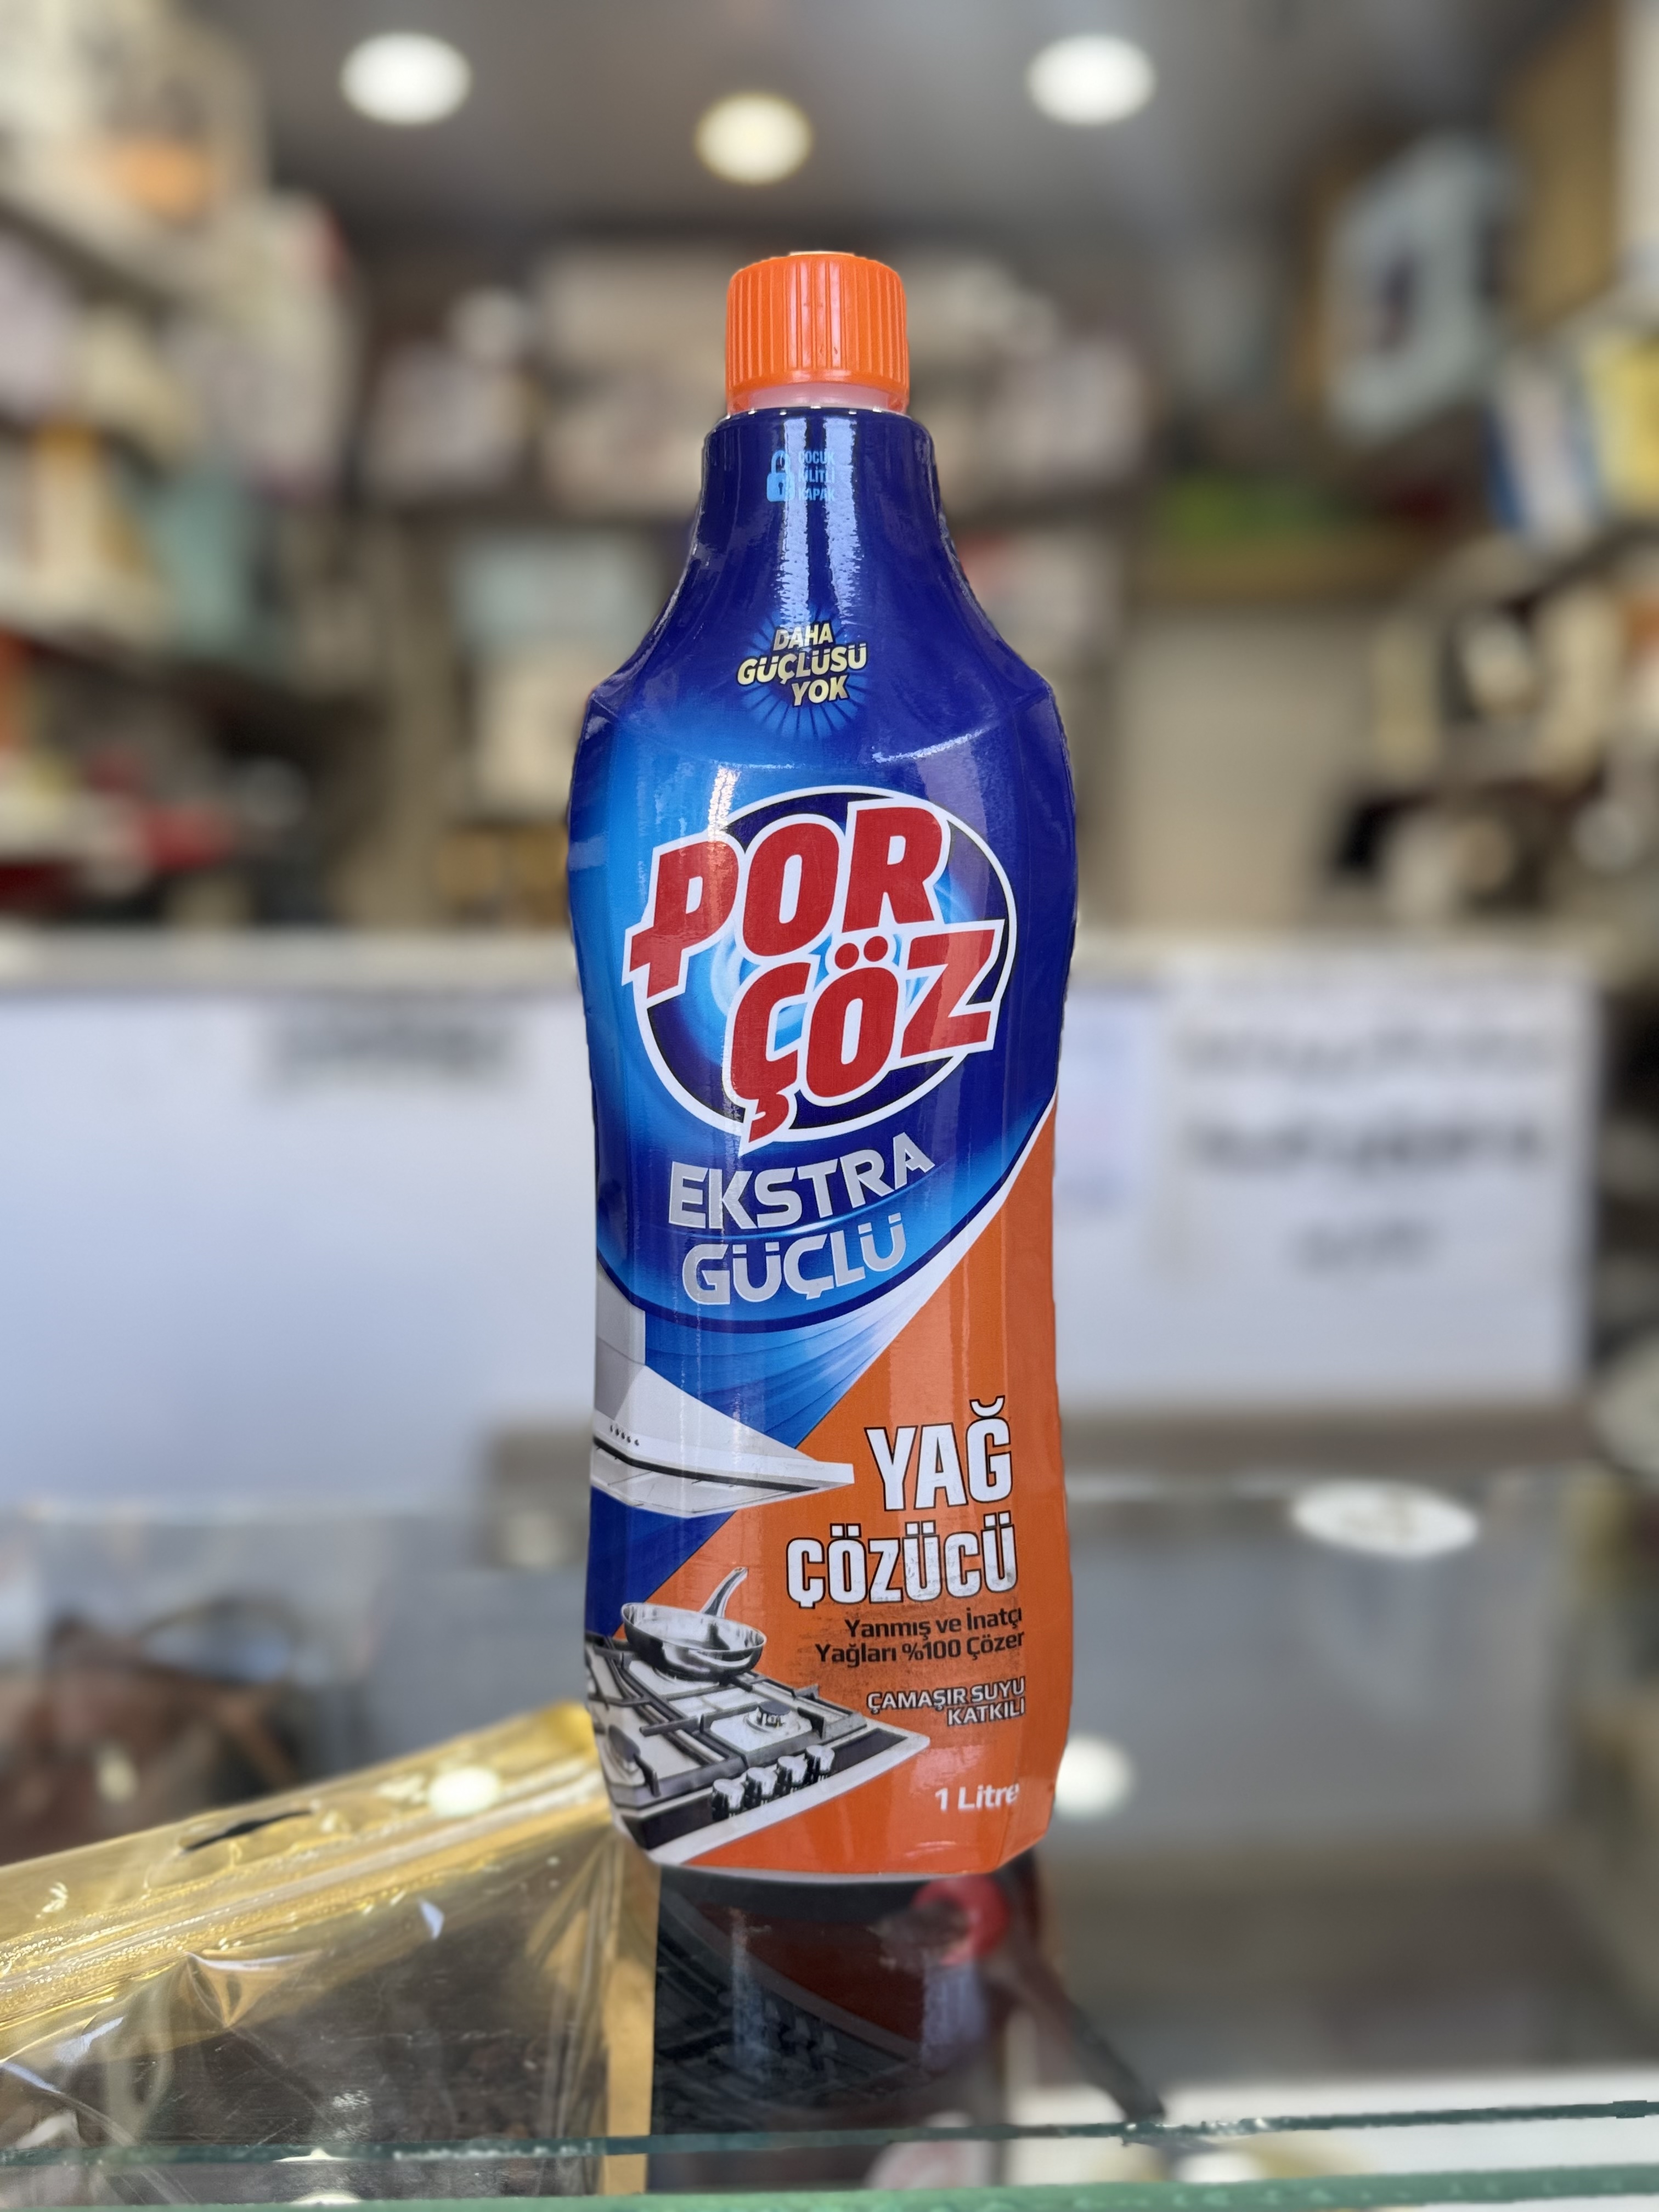 ÇOCUK
KİLİTLİ
KAPAK
DAHA
GÜÇLÜSÜ
YOK
POR
ÇÖZ
EKSTRA
GÜÇLÜ
YAĞ
ÇÖZÜCÜ
Yanmış ve İnatçı
Yağları %100 Çözer
ÇAMAŞIR SUYU
KATKILI
1 Litre